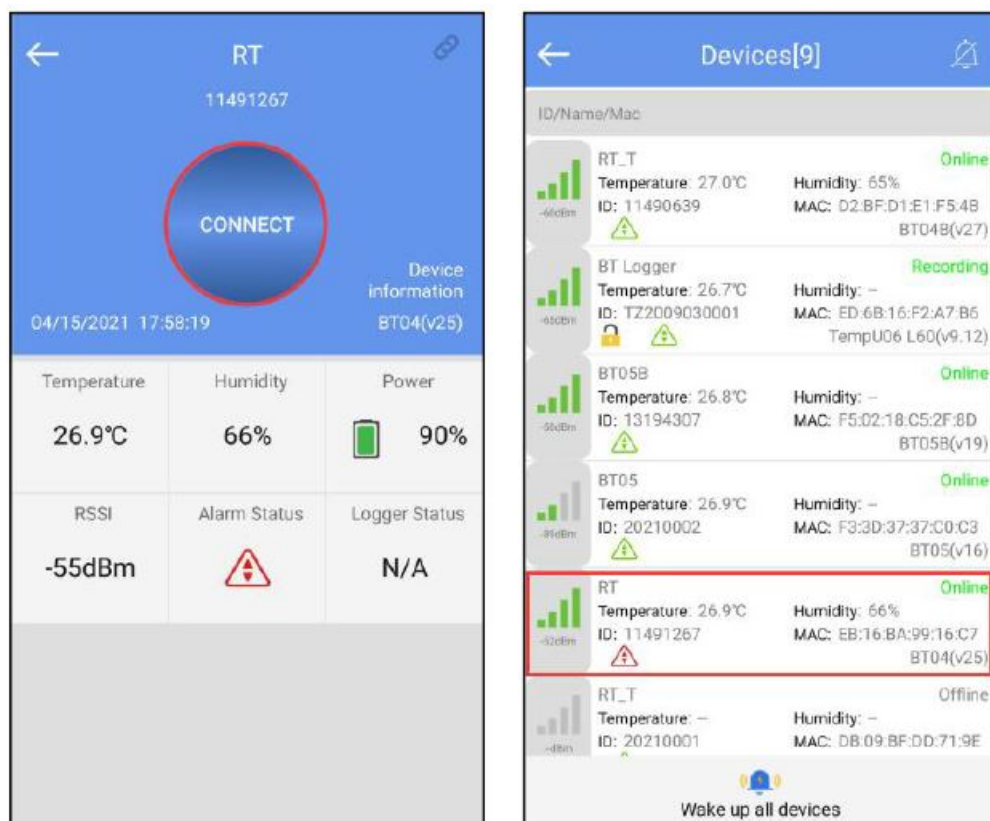 RT
11491267
CONNECT
Device
information
04/15/2021 17:58:19 BT04(v25)
Temperature Humidity Power
26.9℃ 66% 90%
RSSI Alarm Status Logger Status
-55dBm N/A
Devices[9]
ID/Name/Mac
RT_T Online
Temperature: 27.0℃ Humidity: 65%
ID: 11490639 MAC: D2:BF:D1:E1:F5:4B
BT04B(v27)
BT Logger Recording
Temperature: 26.7℃ Humidity: --
ID: TZ2009030001 MAC: ED:6B:16:F2:A7:B6
TempU06 L60(v9.12)
BT05B Online
Temperature: 26.8℃ Humidity: --
ID: 13194307 MAC: F5:02:18:C5:2F:8D
BT05B(v19)
BT05 Online
Temperature: 26.9℃ Humidity: --
ID: 20210002 MAC: F3:3D:37:37:C0:C3
BT05(v16)
RT Online
Temperature: 26.9℃ Humidity: 66%
ID: 11491267 MAC: EB:16:BA:99:16:C7
-52dBm BT04(v25)
RT_T Offline
Temperature: -- Humidity: --
ID: 20210001 MAC: DB:09:BF:DD:71:9E
--dBm
Wake up all devices